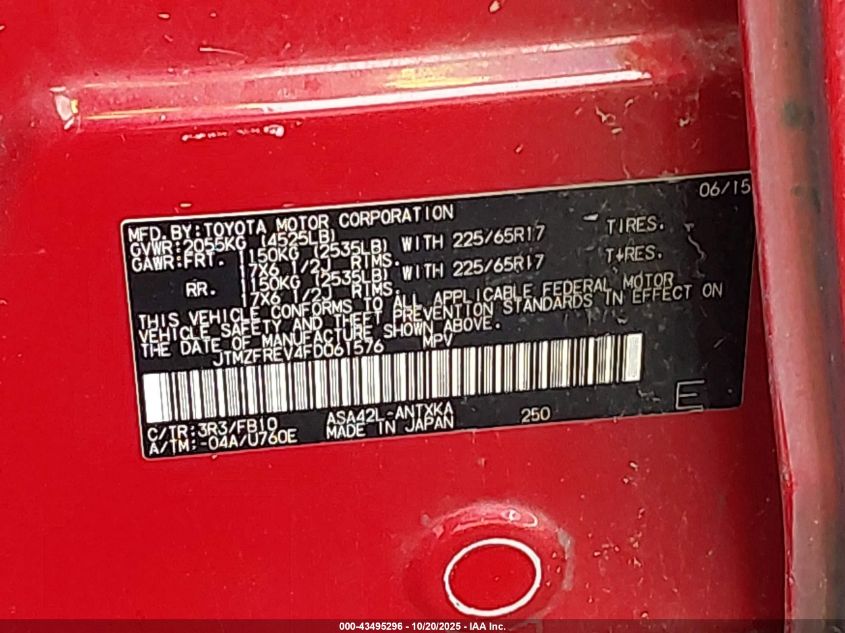 06/15
MFD. BY: TOYOTA MOTOR CORPORATION
GVWR: 2055KG (4525LB)
GAWR: FRT. 1150KG (2535LB) WITH 225/65R17 TIRES.
17X6 1/2J RIMS.
RR. 1150KG (2535LB) WITH 225/65R17 TIRES.
17X6 1/2J RIMS.
THIS VEHICLE CONFORMS TO ALL APPLICABLE FEDERAL MOTOR
VEHICLE SAFETY AND THEFT PREVENTION STANDARDS IN EFFECT ON
THE DATE OF MANUFACTURE SHOWN ABOVE.
JTMZFREV4FD061576 MPV
C/TR: 3R3/FB10 ASA42L-ANTXKA 250 E
A/TM: -04A/U760E MADE IN JAPAN
000-43495296 - 10/20/2025 - IAA Inc.